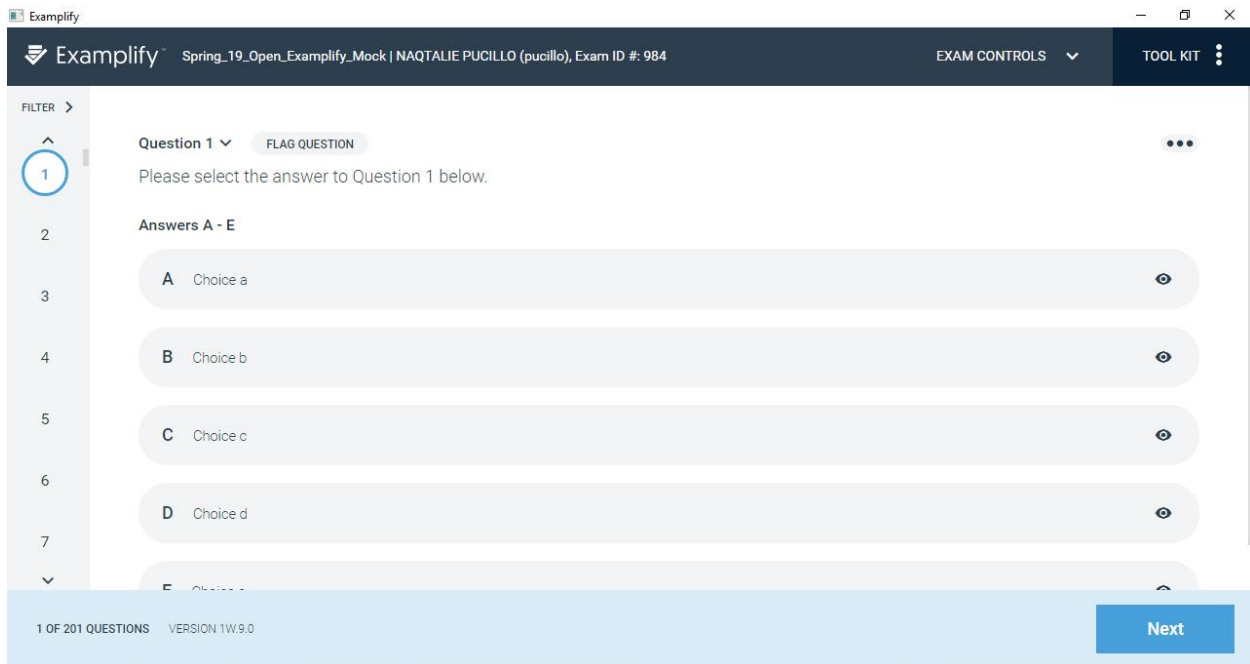 Examplify
Examplify Spring_19_Open_Examplify_Mock | NAQTALIE PUCILLO (pucillo), Exam ID #: 984 EXAM CONTROLS TOOL KIT
FILTER
Question 1 FLAG QUESTION
1
Please select the answer to Question 1 below.
Answers A - E
2
A Choice a
3
B Choice b
4
5
C Choice c
6
D Choice d
7
1 OF 201 QUESTIONS VERSION 1W.9.0 Next